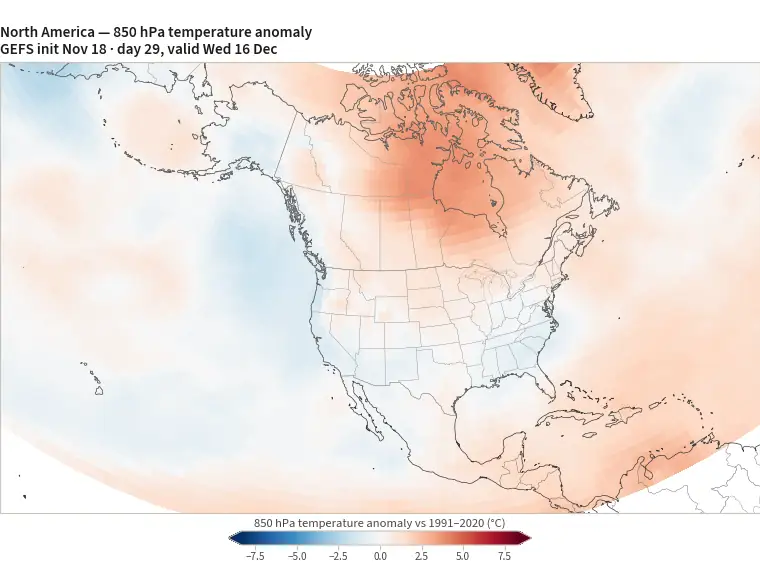 North America — 850 hPa temperature anomaly
GEFS init Nov 18 · day 29, valid Wed 16 Dec
850 hPa temperature anomaly vs 1991–2020 (°C)
−7.5 −5.0 −2.5 0.0 2.5 5.0 7.5